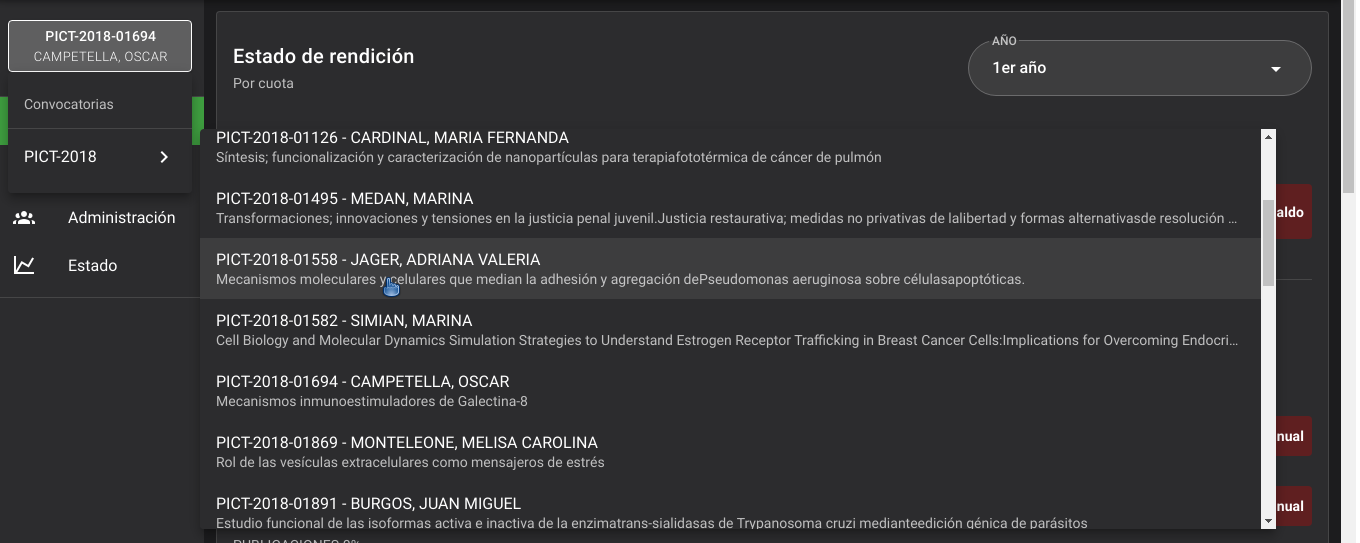 PICT-2018-01694
CAMPETELLA, OSCAR
Convocatorias
PICT-2018
Administración
Estado
Estado de rendición
Por cuota
AÑO
1er año
PICT-2018-01126 - CARDINAL, MARIA FERNANDA
Síntesis; funcionalización y caracterización de nanopartículas para terapiafototérmica de cáncer de pulmón
PICT-2018-01495 - MEDAN, MARINA
Transformaciones; innovaciones y tensiones en la justicia penal juvenil.Justicia restaurativa; medidas no privativas de lalibertad y formas alternativasde resolución ...
PICT-2018-01558 - JAGER, ADRIANA VALERIA
Mecanismos moleculares y celulares que median la adhesión y agregación dePseudomonas aeruginosa sobre célulasapoptóticas.
PICT-2018-01582 - SIMIAN, MARINA
Cell Biology and Molecular Dynamics Simulation Strategies to Understand Estrogen Receptor Trafficking in Breast Cancer Cells:Implications for Overcoming Endocri...
PICT-2018-01694 - CAMPETELLA, OSCAR
Mecanismos inmunoestimuladores de Galectina-8
PICT-2018-01869 - MONTELEONE, MELISA CAROLINA
Rol de las vesículas extracelulares como mensajeros de estrés
PICT-2018-01891 - BURGOS, JUAN MIGUEL
Estudio funcional de las isoformas activa e inactiva de la enzimatrans-sialidasas de Trypanosoma cruzi medianteedición génica de parásitos
aldo
nual
nual